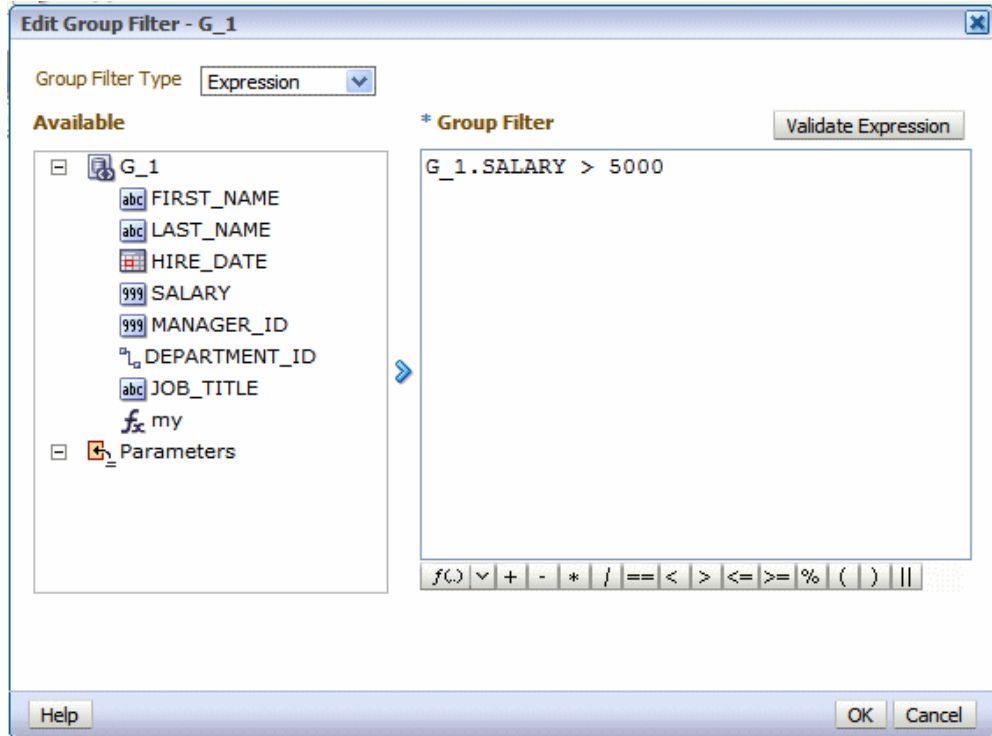 Edit Group Filter - G_1
Group Filter Type Expression
Available
* Group Filter
Validate Expression
G_1
FIRST_NAME
LAST_NAME
HIRE_DATE
SALARY
MANAGER_ID
DEPARTMENT_ID
JOB_TITLE
my
Parameters
G_1.SALARY > 5000
f(.) + - * / == < > <= >= % ( ) ||
Help
OK Cancel